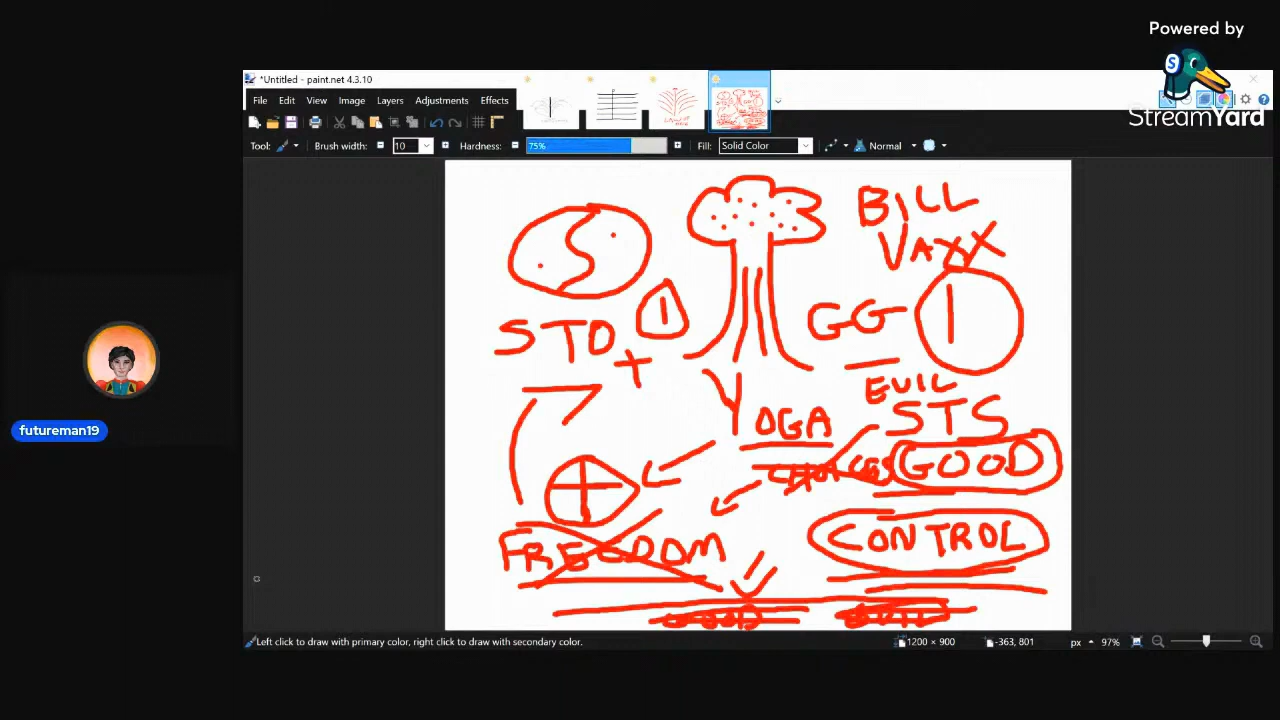 Powered by
StreamYard
*Untitled - paint.net 4.3.10
File Edit View Image Layers Adjustments Effects
Tool: Brush width: 10 Hardness: 75% Fill: Solid Color Normal
BILL
VAXX
STO
+
GG
EVIL
STS
YOGA
GOOD
CONTROL
FREEDOM
futureman19
Left click to draw with primary color, right click to draw with secondary color.
1200 × 900
-363, 801
px 97%